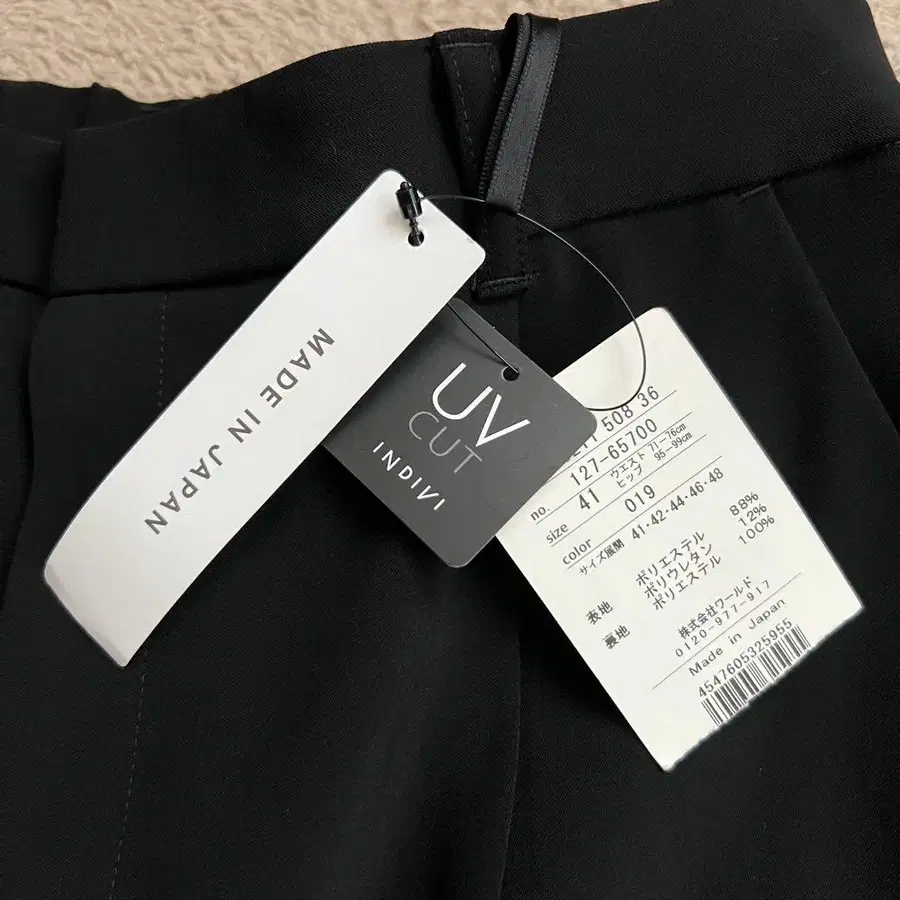 MADE IN JAPAN
UV
CUT
INDIVI
508 36
no. 127-65700
size 41 ウエスト 71-76cm
ヒップ 95-99cm
color 019
サイズ展開 41・42・44・46・48
表地 ポリエステル 88%
ポリウレタン 12%
裏地 ポリエステル 100%
株式会社ワールド
0120-977-917
Made in Japan
4547605325955